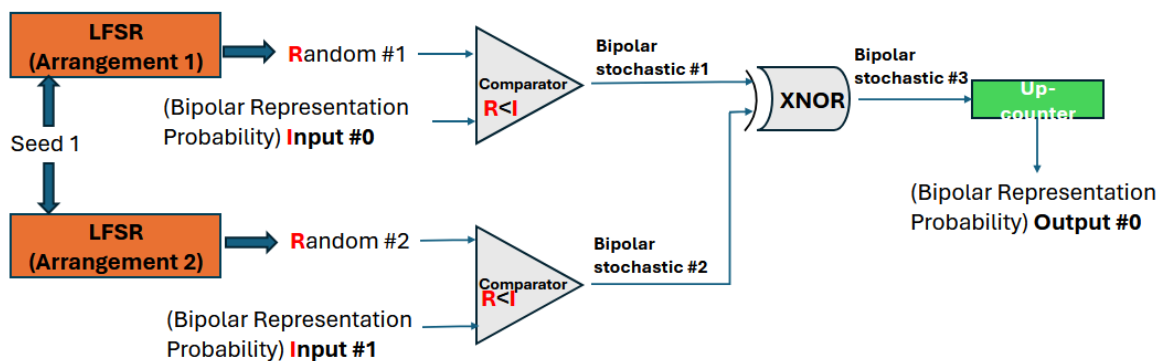 LFSR
(Arrangement 1)
Random #1
(Bipolar Representation
Probability) Input #0
Comparator
R<I
Bipolar
stochastic #1
Seed 1
LFSR
(Arrangement 2)
Random #2
(Bipolar Representation
Probability) Input #1
Comparator
R<I
Bipolar
stochastic #2
XNOR
Bipolar
stochastic #3
Up-
counter
(Bipolar Representation
Probability) Output #0